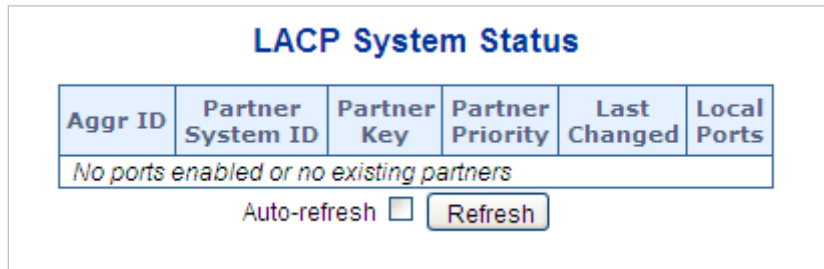 LACP System Status
Aggr ID Partner System ID Partner Key Partner Priority Last Changed Local Ports
No ports enabled or no existing partners
Auto-refresh Refresh